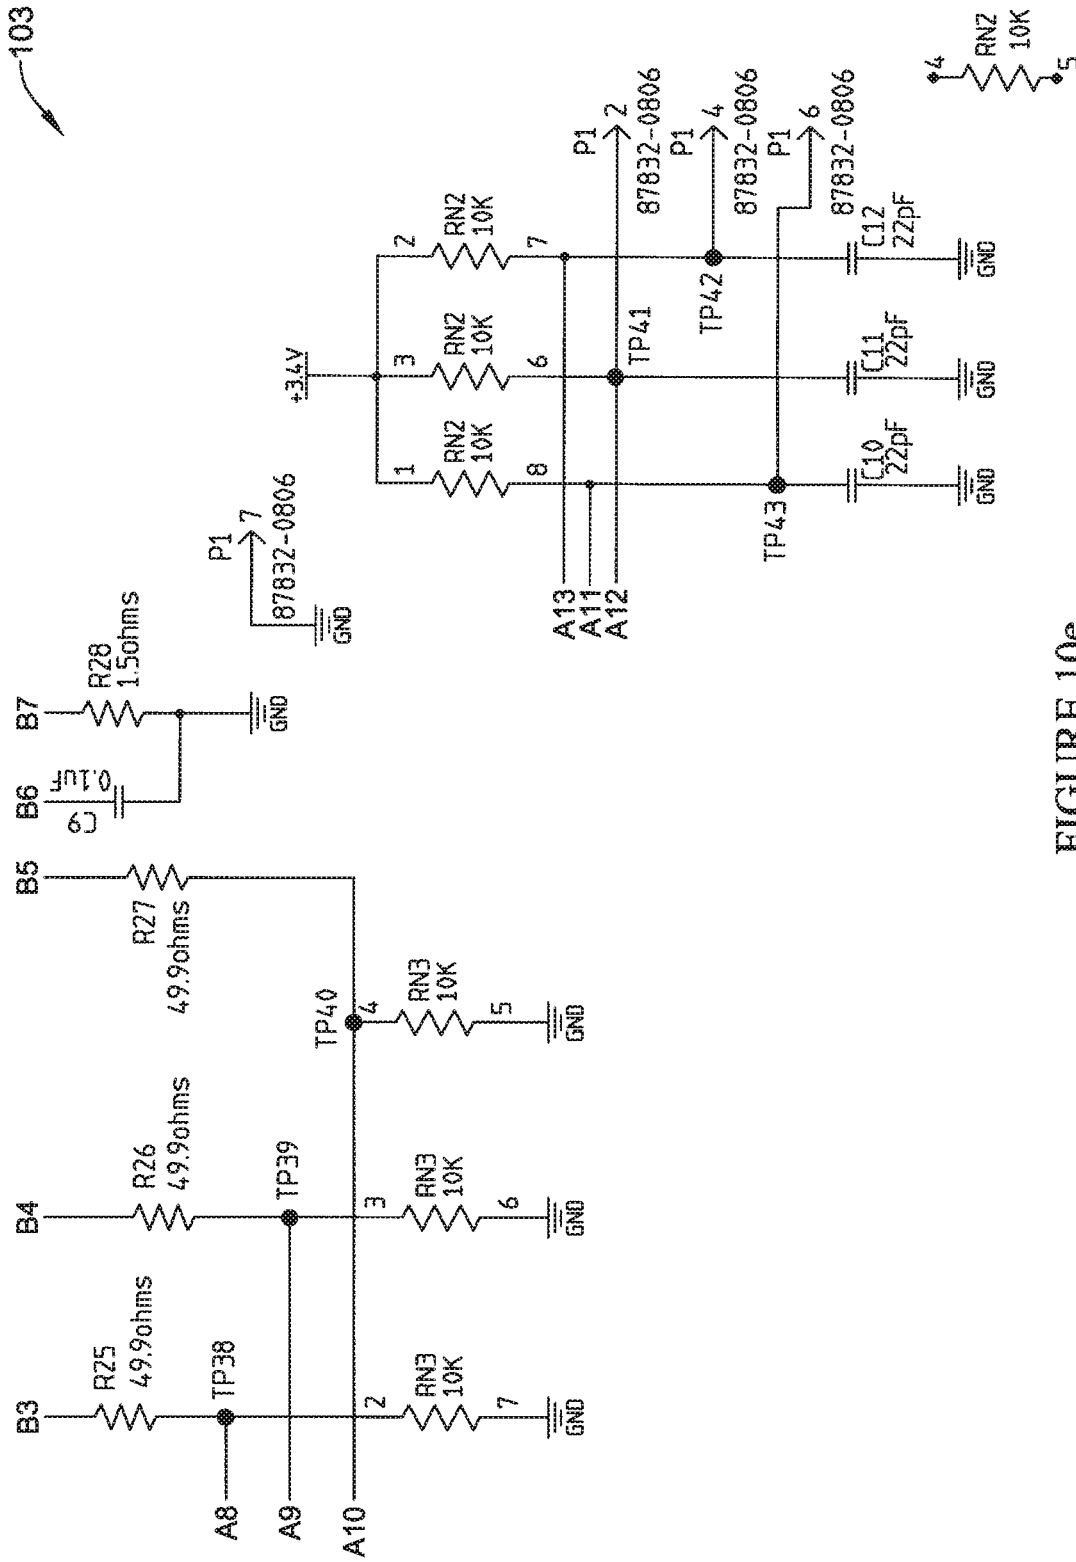 103
B3
B4
B5
B6
B7
R25
49.9ohms
R26
49.9ohms
R27
49.9ohms
C9
0.1uF
R28
1.5ohms
GND
TP38
TP39
TP40
A8
A9
A10
2
RN3
10K
7
GND
3
RN3
10K
6
GND
4
RN3
10K
5
GND
P1
7
87832-0806
GND
+3.4V
1
RN2
10K
8
3
RN2
10K
6
2
RN2
10K
7
A13
A11
A12
TP41
TP42
TP43
P1
2
87832-0806
P1
4
87832-0806
P1
6
87832-0806
C10
22pF
GND
C11
22pF
GND
C12
22pF
GND
4
RN2
10K
5
FIGURE 10e